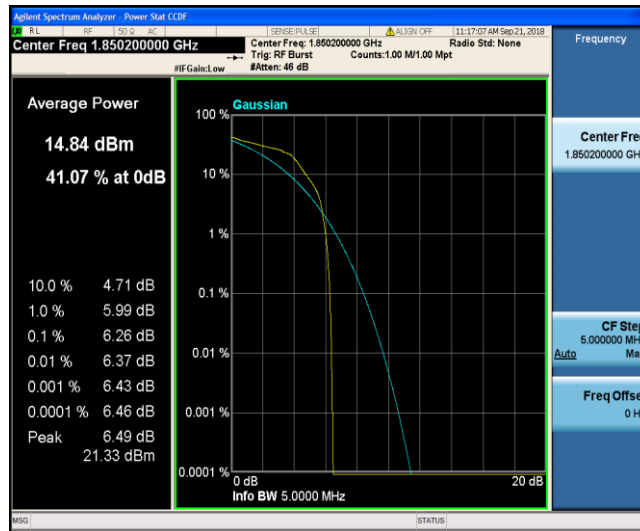 Agilent Spectrum Analyzer - Power Stat CCDF
RL RF 50 Ω AC SENSE:PULSE ALIGN OFF 11:17:07 AM Sep 21, 2018
Center Freq 1.850200000 GHz
Center Freq: 1.850200000 GHz Radio Std: None
Trig: RF Burst Counts:1.00 M/1.00 Mpt
#IFGain:Low #Atten: 46 dB
Frequency
Average Power
14.84 dBm
41.07 % at 0dB
10.0 % 4.71 dB
1.0 % 5.99 dB
0.1 % 6.26 dB
0.01 % 6.37 dB
0.001 % 6.43 dB
0.0001 % 6.46 dB
Peak 6.49 dB
21.33 dBm
Gaussian
100 %
10 %
1 %
0.1 %
0.01 %
0.001 %
0.0001 %
0 dB 20 dB
Info BW 5.0000 MHz
Center Fre
1.850200000 GH
CF Step
5.000000 MH
Auto Ma
Freq Offse
0 H
MSG STATUS